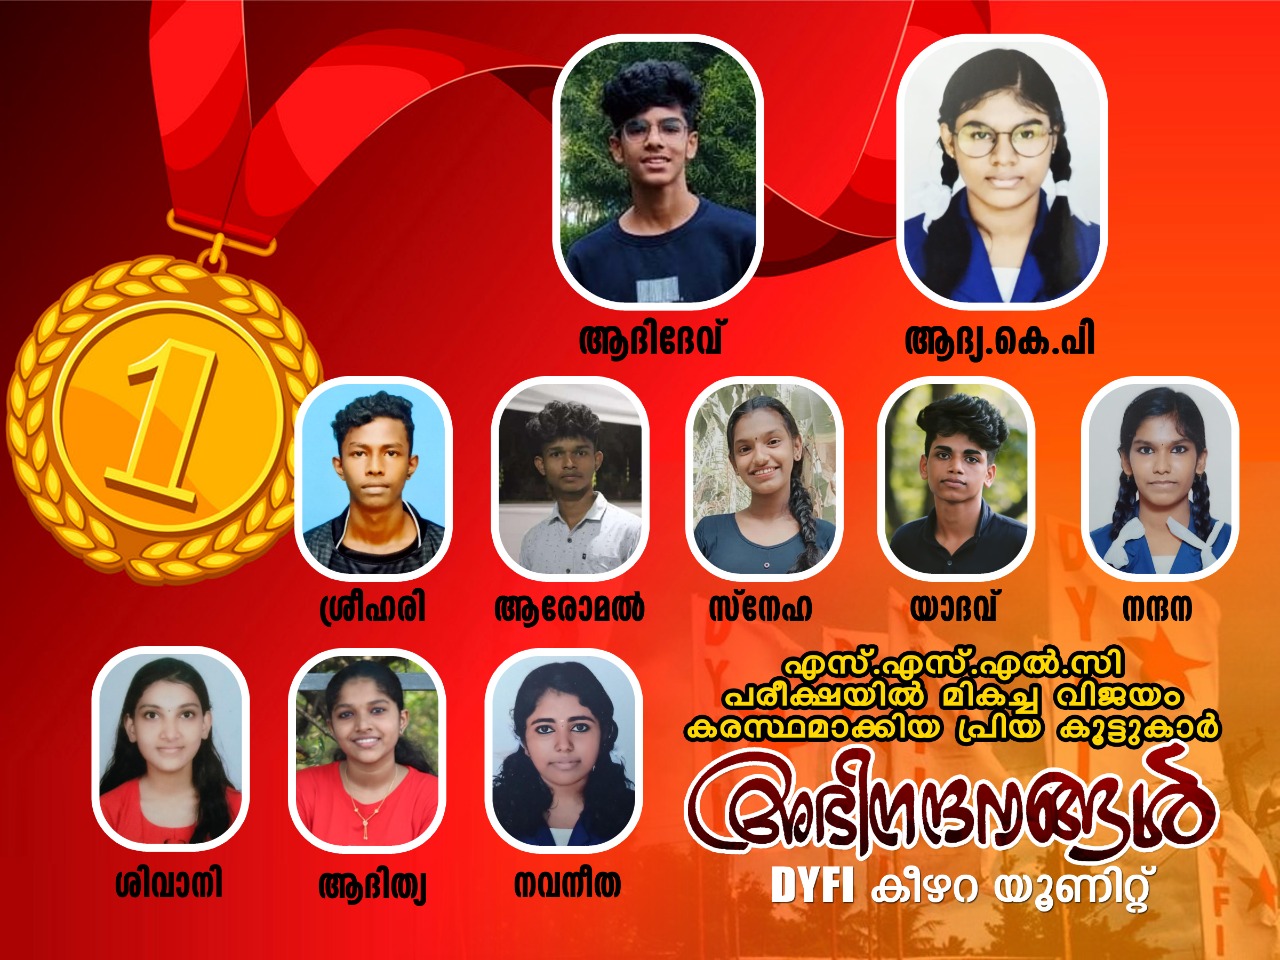 1
ആദിദേവ്
ആദ്യ.കെ.പി
ശ്രീഹരി
ആരോമൽ
സ്നേഹ
യാദവ്
നന്ദന
ശിവാനി
ആദിത്യ
നവനീത
എസ്.എസ്.എൽ.സി
പരീക്ഷയിൽ മികച്ച വിജയം
കരസ്ഥമാക്കിയ പ്രിയ കൂട്ടുകാർ
അഭിനന്ദനങ്ങൾ
DYFI കീഴറ യൂണിറ്റ്
DYFI